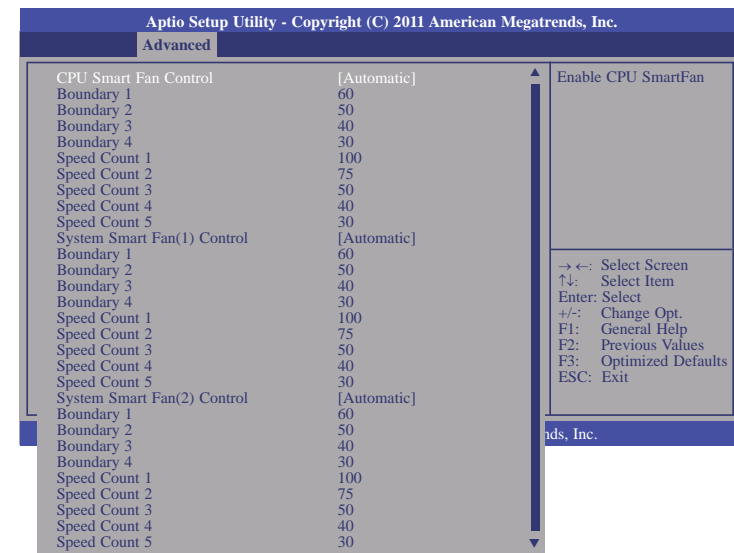 Aptio Setup Utility - Copyright (C) 2011 American Megatrends, Inc.
Advanced
CPU Smart Fan Control [Automatic]
Boundary 1 60
Boundary 2 50
Boundary 3 40
Boundary 4 30
Speed Count 1 100
Speed Count 2 75
Speed Count 3 50
Speed Count 4 40
Speed Count 5 30
System Smart Fan(1) Control [Automatic]
Boundary 1 60
Boundary 2 50
Boundary 3 40
Boundary 4 30
Speed Count 1 100
Speed Count 2 75
Speed Count 3 50
Speed Count 4 40
Speed Count 5 30
System Smart Fan(2) Control [Automatic]
Boundary 1 60
Boundary 2 50
Boundary 3 40
Boundary 4 30
Speed Count 1 100
Speed Count 2 75
Speed Count 3 50
Speed Count 4 40
Speed Count 5 30
Enable CPU SmartFan
→←: Select Screen
↑↓: Select Item
Enter: Select
+/-: Change Opt.
F1: General Help
F2: Previous Values
F3: Optimized Defaults
ESC: Exit
nds, Inc.